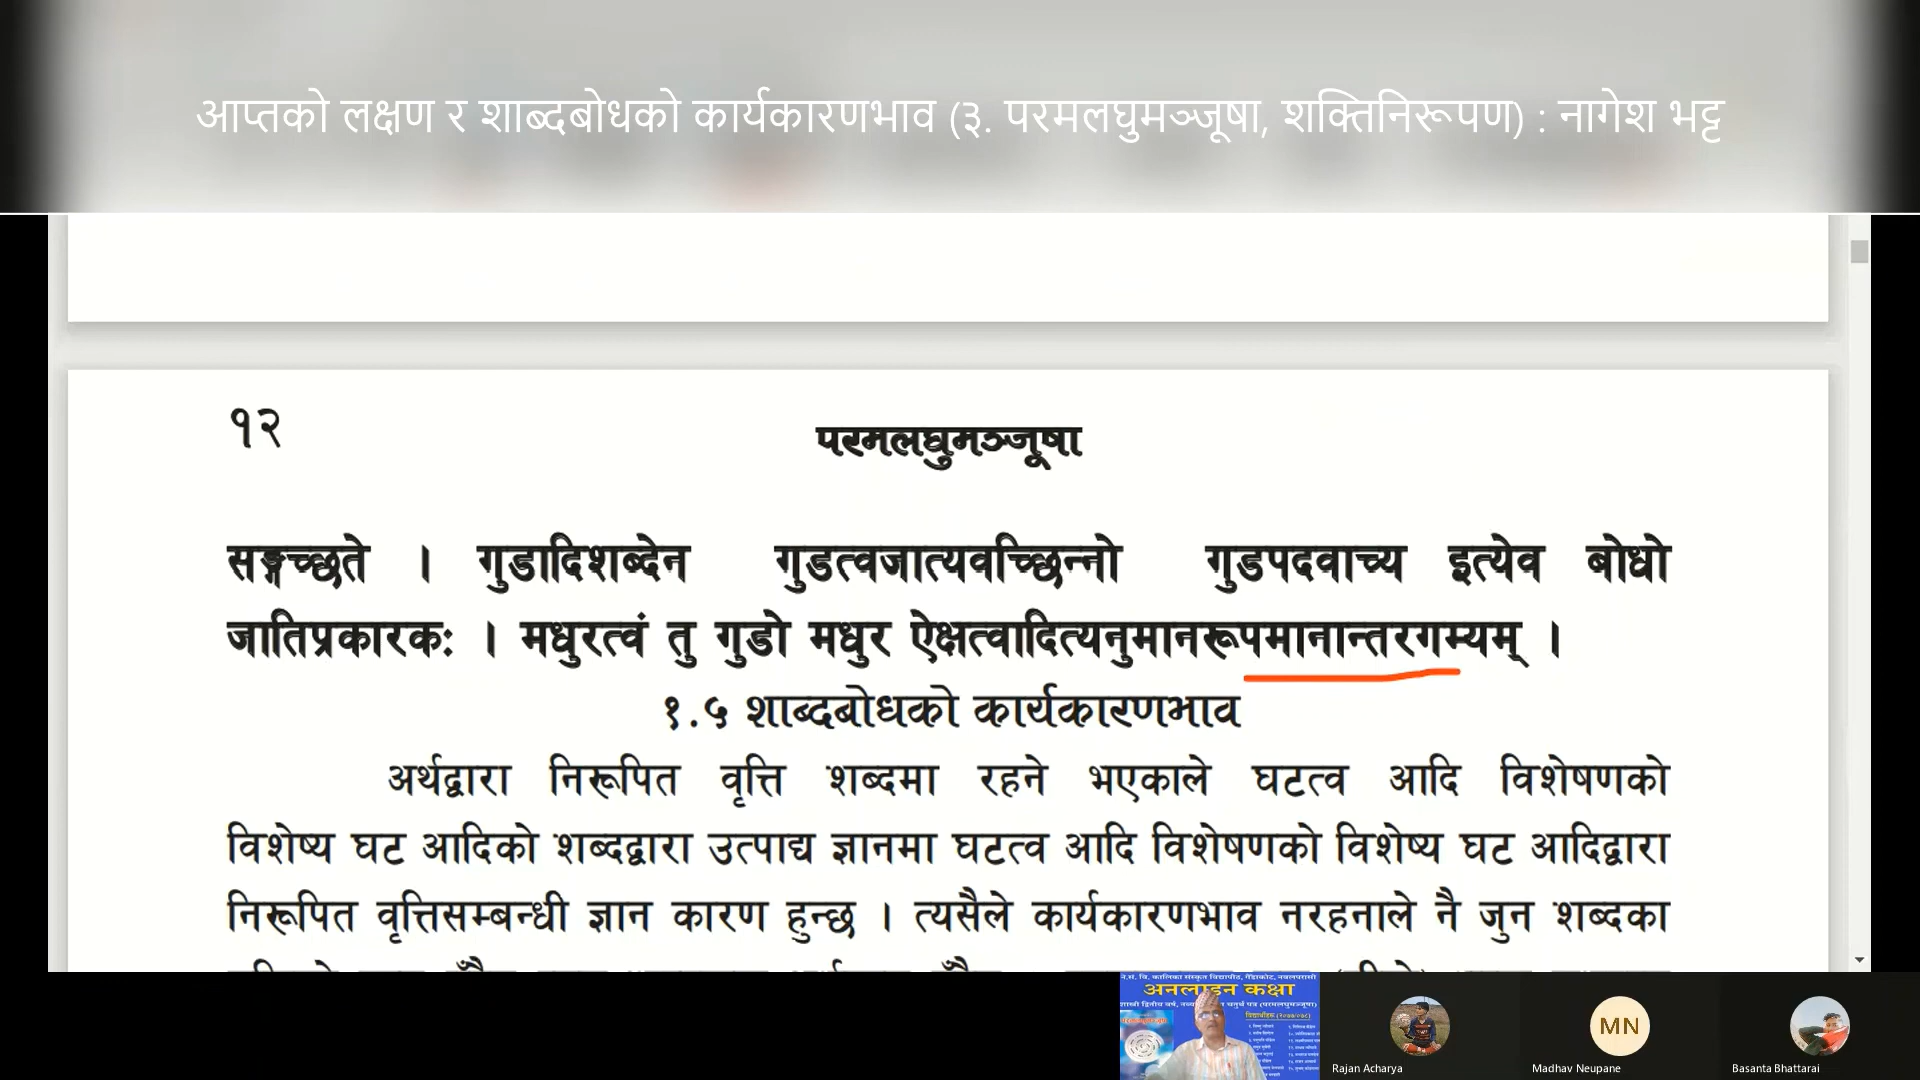 आप्तको लक्षण र शाब्दबोधको कार्यकारणभाव (३. परमलघुमञ्जूषा, शक्तिनिरूपण) : नागेश भट्ट
१२
परमलघुमञ्जूषा
सङ्गच्छते । गुडादिशब्देन गुडत्वजात्यवच्छिन्नो गुडपदवाच्य इत्येव बोधो
जातिप्रकारकः । मधुरत्वं तु गुडो मधुर ऐक्षत्वादित्यनुमानरूपमानान्तरगम्यम् ।
१.५ शाब्दबोधको कार्यकारणभाव
अर्थद्वारा निरूपित वृत्ति शब्दमा रहने भएकाले घटत्व आदि विशेषणको
विशेष्य घट आदिको शब्दद्वारा उत्पाद्य ज्ञानमा घटत्व आदि विशेषणको विशेष्य घट आदिद्वारा
निरूपित वृत्तिसम्बन्धी ज्ञान कारण हुन्छ । त्यसैले कार्यकारणभाव नरहनाले नै जुन शब्दका
ने.सं. वि. कालिका संस्कृत विद्यापीठ, गैंडाकोट, नवलपरासी
अनलाइन कक्षा
Rajan Acharya
MN
Madhav Neupane
Basanta Bhattarai